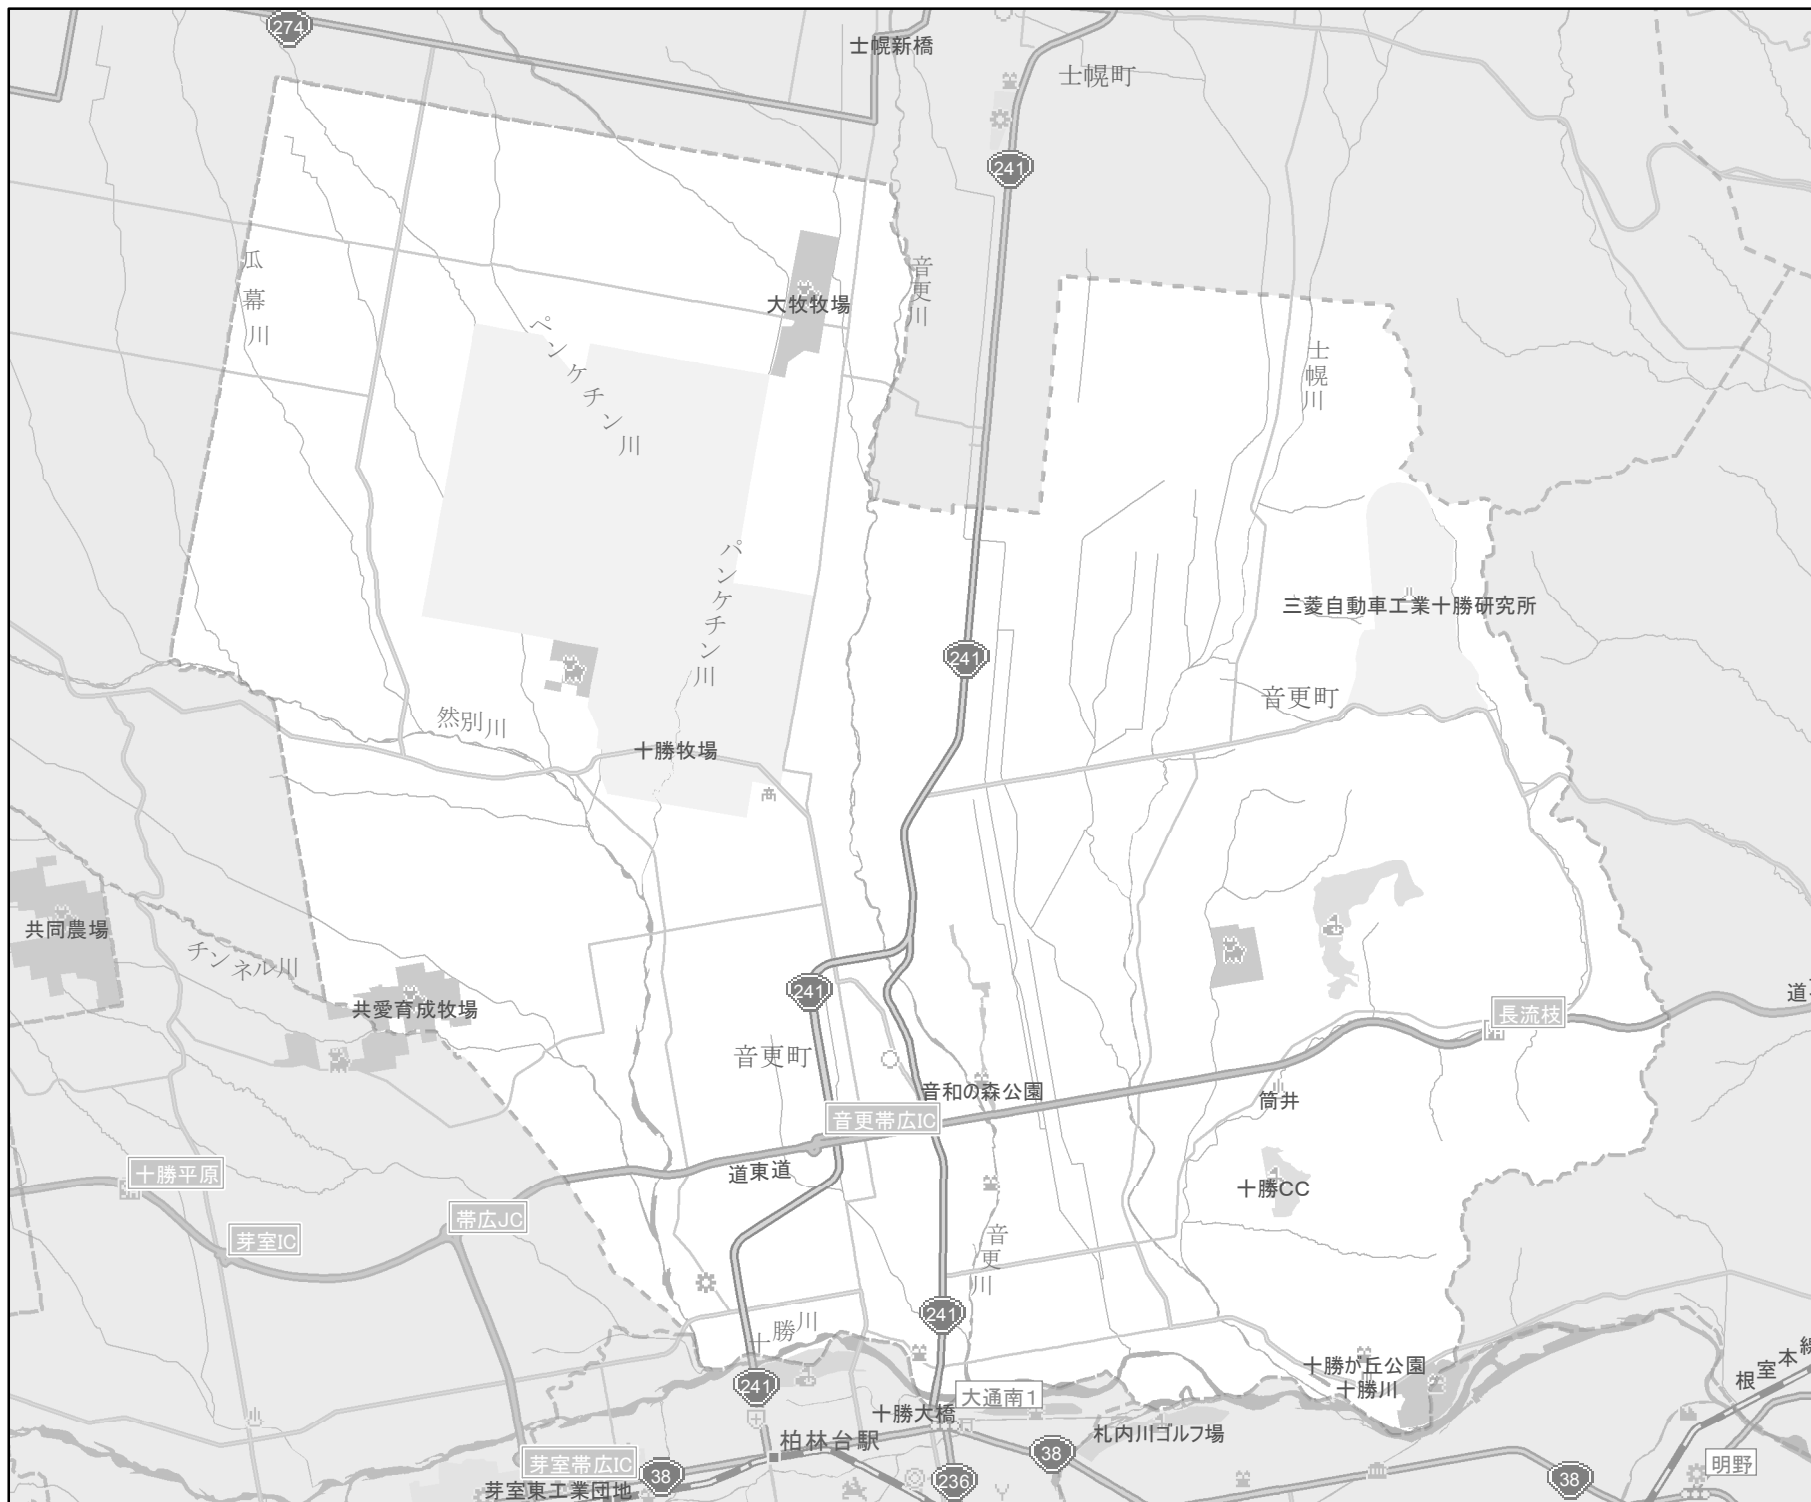 274
士幌新橋
士幌町
241
瓜幕川
音更川
大牧牧場
ペンケチン川
士幌川
パンケチン川
三菱自動車工業十勝研究所
241
音更町
然別川
十勝牧場
共同農場
チンネル川
共愛育成牧場
241
長流枝
道
音更町
音和の森公園
筒井
音更帯広IC
道東道
十勝平原
十勝CC
帯広JC
芽室IC
音更川
241
十勝川
十勝が丘公園
十勝川
根室本線
241
大通南1
十勝大橋
札内川ゴルフ場
柏林台駅
38
芽室帯広IC
38
236
38
明野
芽室東工業団地